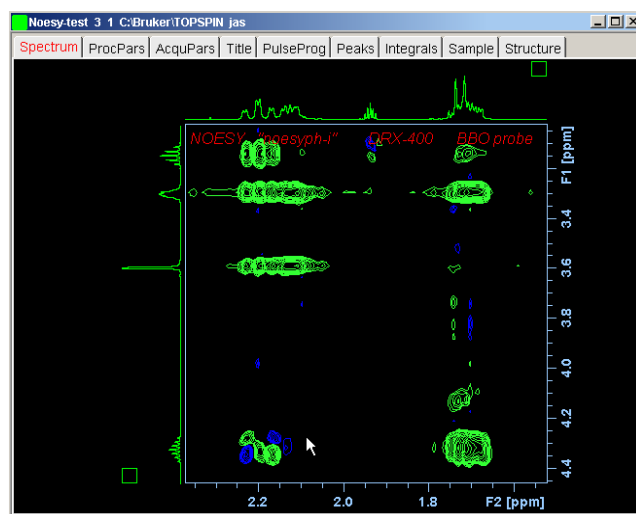 Noesy-test 3 1 C:\Bruker\TOPSPIN jas
Spectrum ProcPars AcquPars Title PulseProg Peaks Integrals Sample Structure
NOESY "noesyph-i" DRX-400 BBO probe
F1 [ppm]
3.4
3.6
3.8
4.0
4.2
4.4
2.2 2.0 1.8 F2 [ppm]